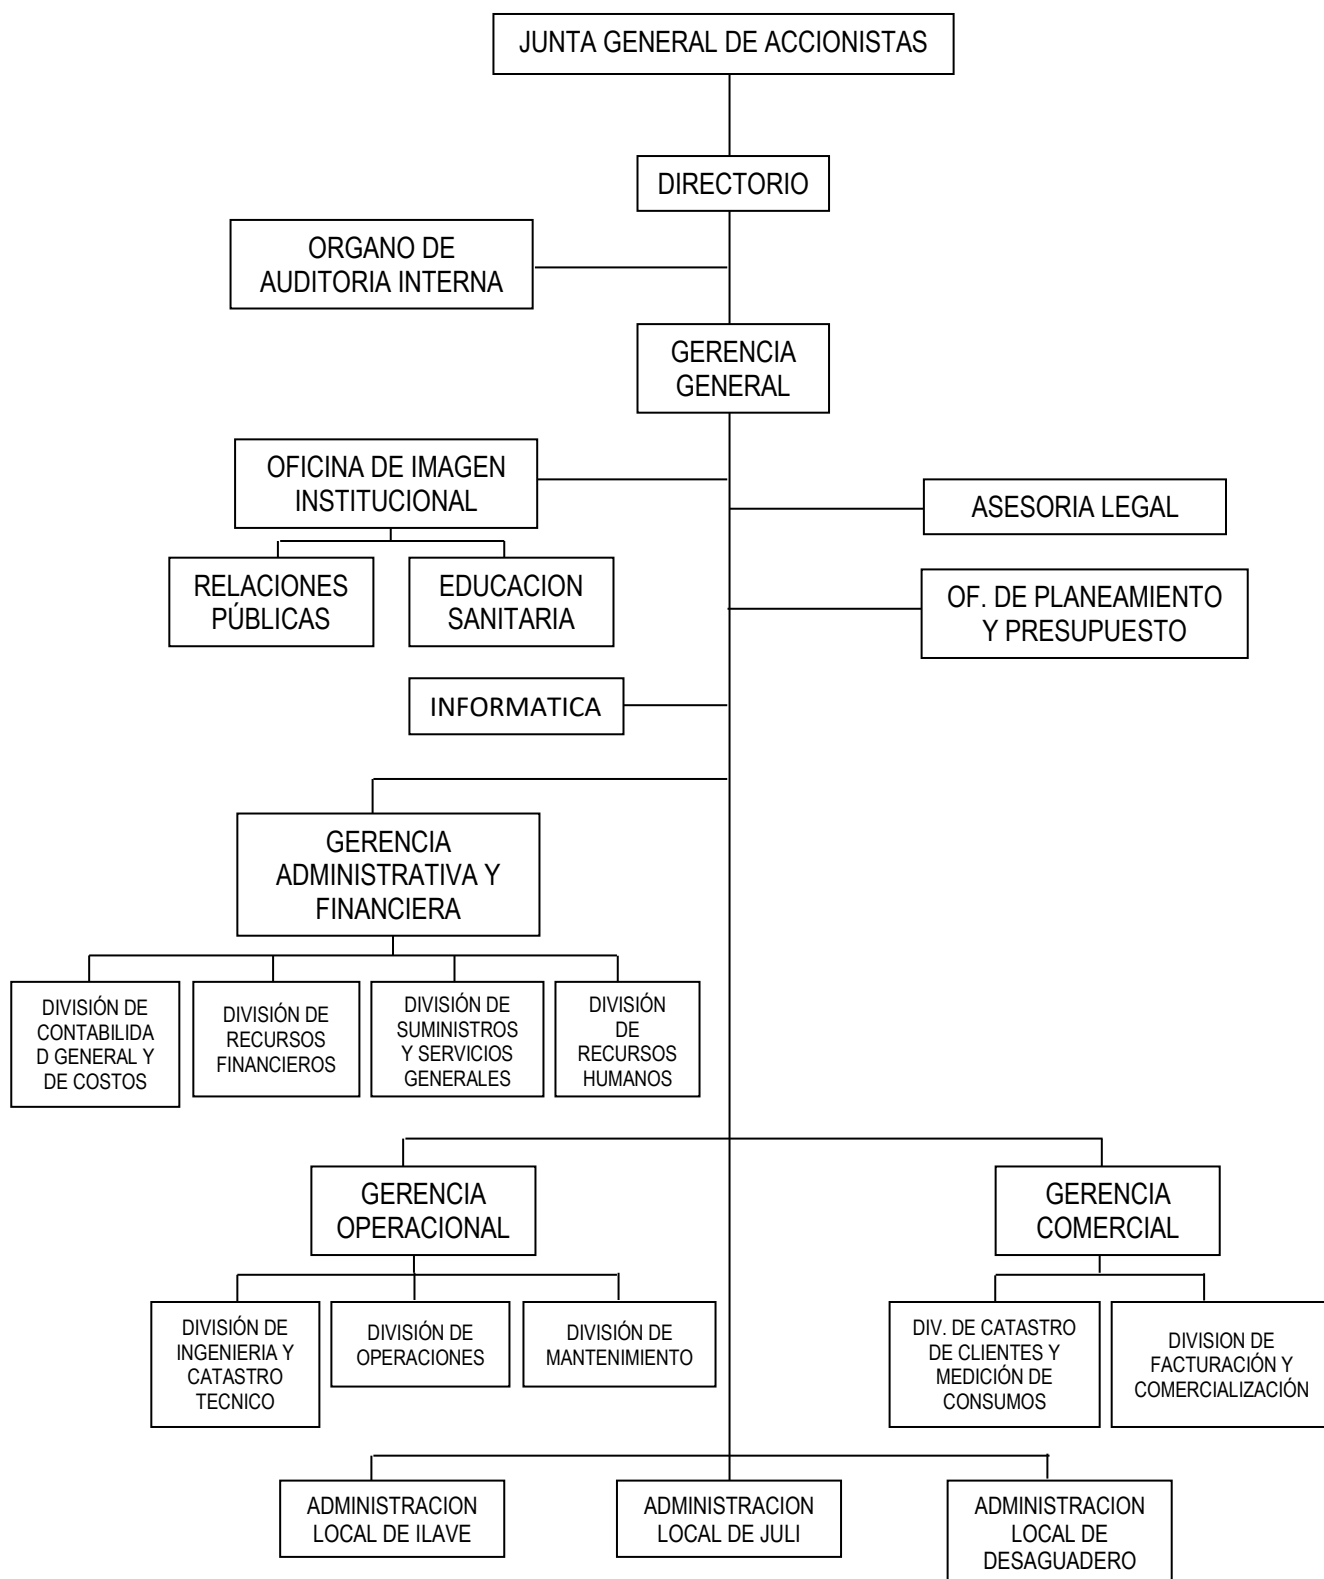 JUNTA GENERAL DE ACCIONISTAS
DIRECTORIO
ORGANO DE
AUDITORIA INTERNA
GERENCIA
GENERAL
OFICINA DE IMAGEN
INSTITUCIONAL
ASESORIA LEGAL
RELACIONES
PÚBLICAS
EDUCACION
SANITARIA
OF. DE PLANEAMIENTO
Y PRESUPUESTO
INFORMATICA
GERENCIA
ADMINISTRATIVA Y
FINANCIERA
DIVISIÓN DE
CONTABILIDA
D GENERAL Y
DE COSTOS
DIVISIÓN DE
RECURSOS
FINANCIEROS
DIVISIÓN DE
SUMINISTROS
Y SERVICIOS
GENERALES
DIVISIÓN
DE
RECURSOS
HUMANOS
GERENCIA
OPERACIONAL
GERENCIA
COMERCIAL
DIVISIÓN DE
INGENIERIA Y
CATASTRO
TECNICO
DIVISIÓN DE
OPERACIONES
DIVISIÓN DE
MANTENIMIENTO
DIV. DE CATASTRO
DE CLIENTES Y
MEDICIÓN DE
CONSUMOS
DIVISION DE
FACTURACIÓN Y
COMERCIALIZACIÓN
ADMINISTRACION
LOCAL DE ILAVE
ADMINISTRACION
LOCAL DE JULI
ADMINISTRACION
LOCAL DE
DESAGUADERO